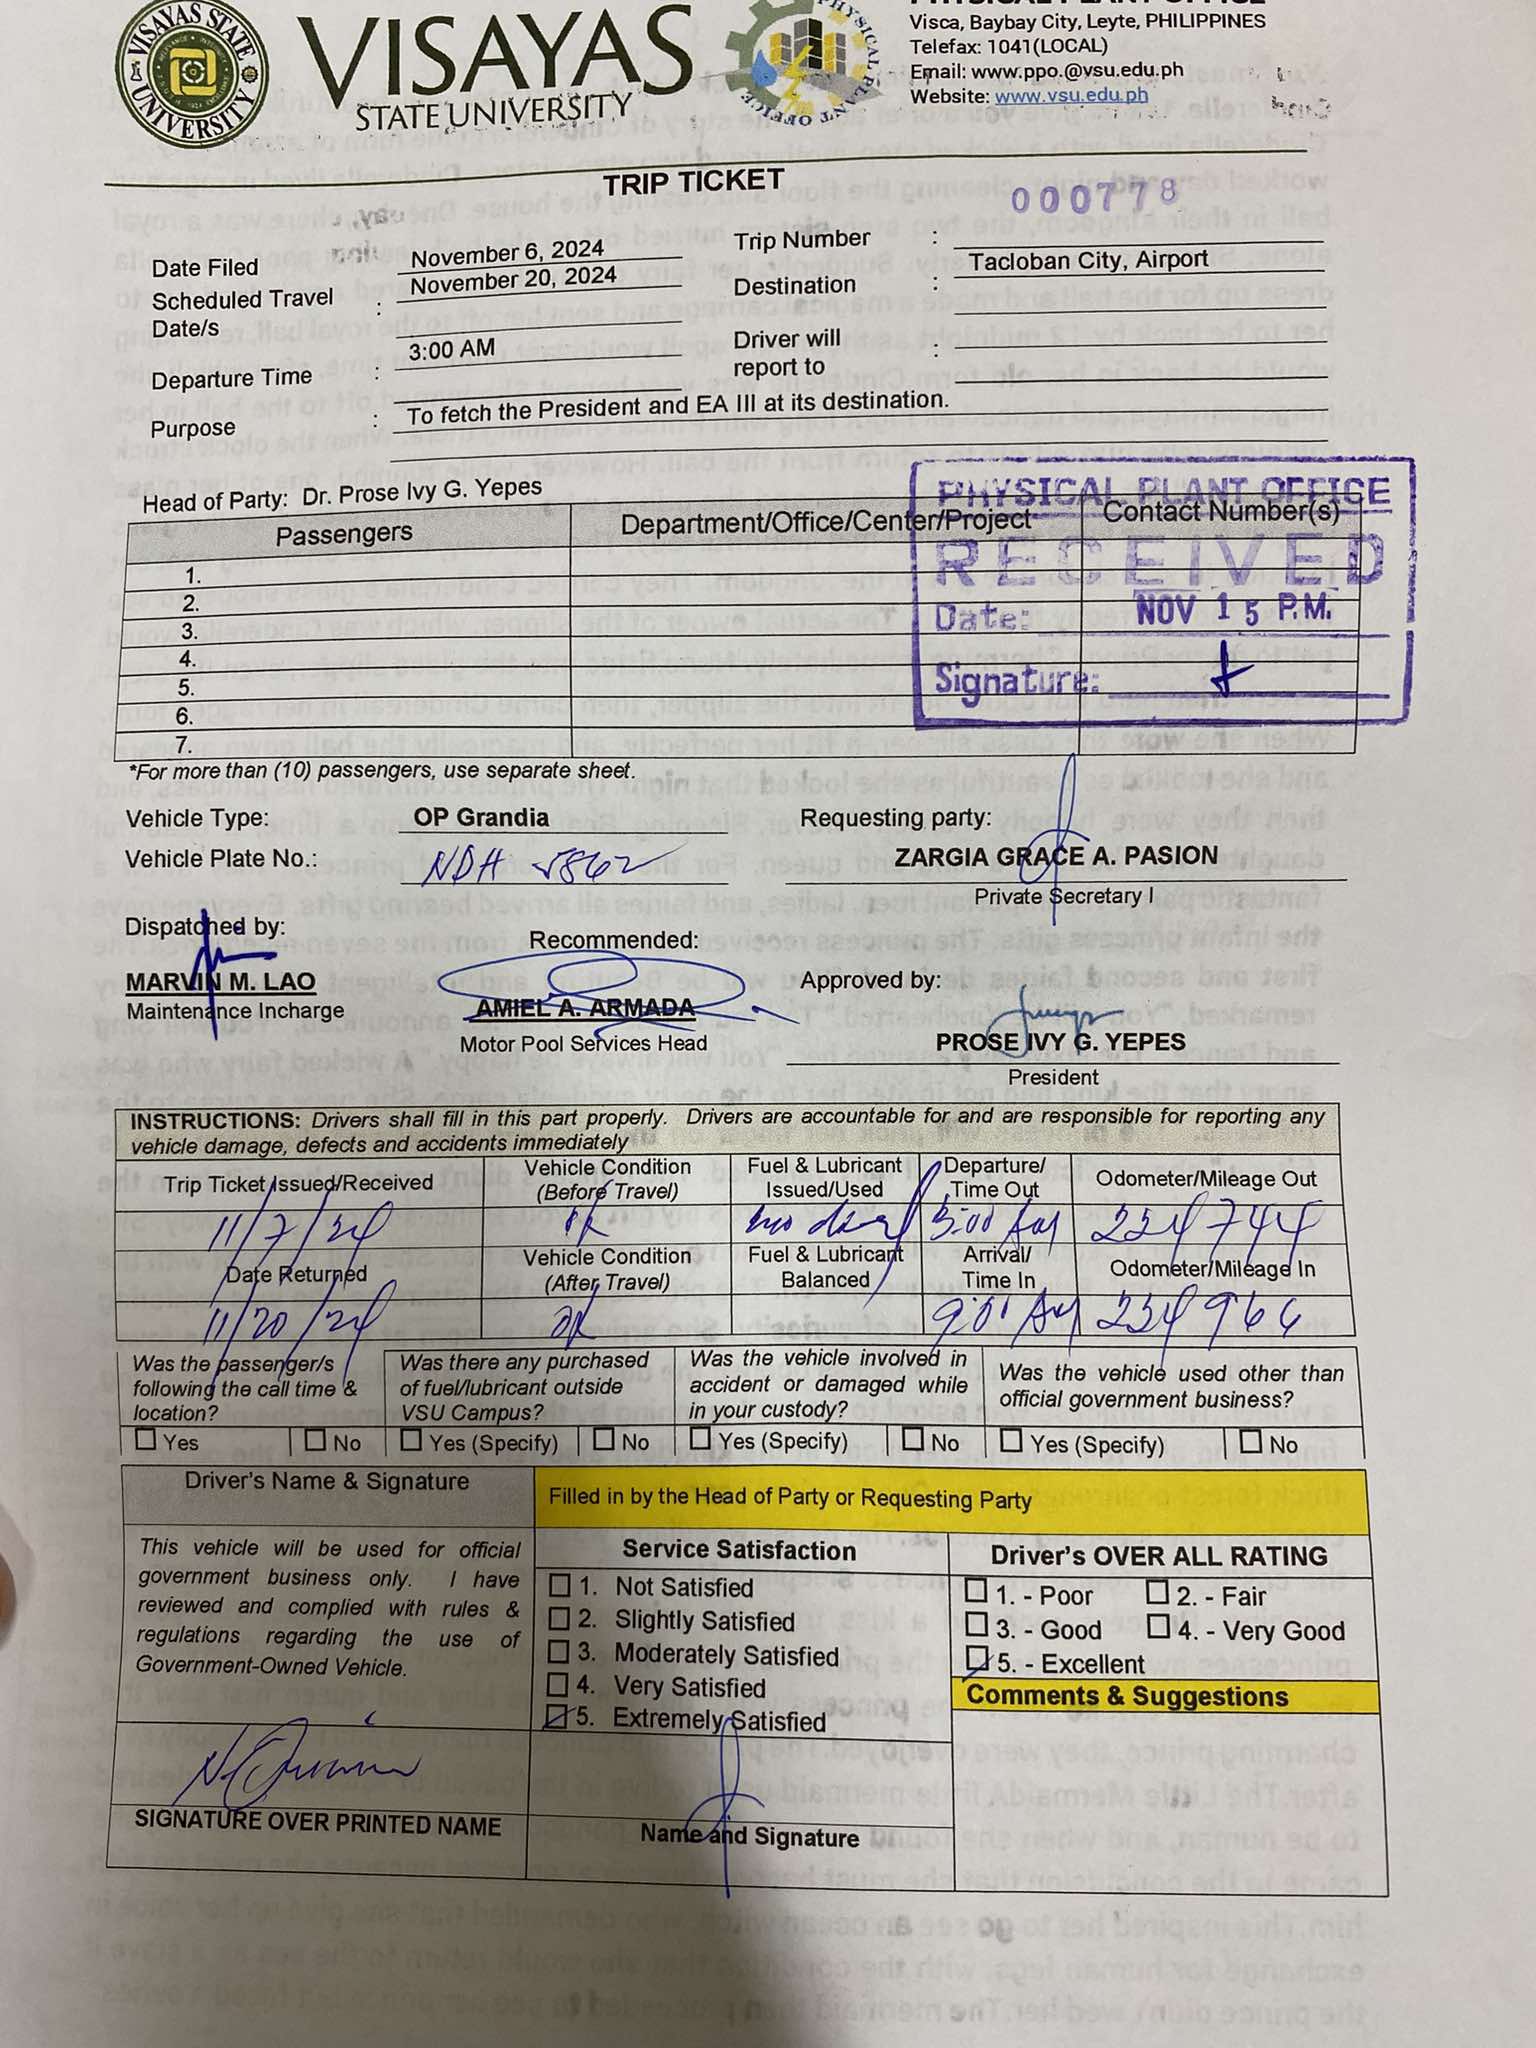 VISAYAS STATE UNIVERSITY
VISAYAS
STATE UNIVERSITY
PHYSICAL PLANT OFFICE
PHYSICAL PLANT OFFICE
Visca, Baybay City, Leyte, PHILIPPINES
Telefax: 1041(LOCAL)
Email: www.ppo.@vsu.edu.ph
Website: www.vsu.edu.ph
TRIP TICKET
000778
Date Filed November 6, 2024 Trip Number :
Scheduled Travel Date/s : November 20, 2024 Destination : Tacloban City, Airport
Departure Time : 3:00 AM Driver will report to :
Purpose : To fetch the President and EA III at its destination.
Head of Party: Dr. Prose Ivy G. Yepes
Passengers Department/Office/Center/Project Contact Number(s)
1.
2.
3.
4.
5.
6.
7.
PHYSICAL PLANT OFFICE
RECEIVED
Date: NOV 15 P.M.
Signature:
*For more than (10) passengers, use separate sheet.
Vehicle Type: OP Grandia Requesting party:
Vehicle Plate No.: NDH 5862 ZARGIA GRACE A. PASION
Private Secretary I
Dispatched by: Recommended: Approved by:
MARVIN M. LAO
Maintenance Incharge
AMIEL A. ARMADA
Motor Pool Services Head
PROSE IVY G. YEPES
President
INSTRUCTIONS: Drivers shall fill in this part properly. Drivers are accountable for and are responsible for reporting any
vehicle damage, defects and accidents immediately
Trip Ticket Issued/Received Vehicle Condition (Before Travel) Fuel & Lubricant Issued/Used Departure/ Time Out Odometer/Mileage Out
11/7/24 ok 3:00 Am 224744
Date Returned Vehicle Condition (After Travel) Fuel & Lubricant Balanced Arrival/ Time In Odometer/Mileage In
11/20/24 ok 9:00 Am 224966
Was the passenger/s following the call time & location?
Was there any purchased of fuel/lubricant outside VSU Campus?
Was the vehicle involved in accident or damaged while in your custody?
Was the vehicle used other than official government business?
Yes No Yes (Specify) No Yes (Specify) No Yes (Specify) No
Driver's Name & Signature
Filled in by the Head of Party or Requesting Party
This vehicle will be used for official
government business only. I have
reviewed and complied with rules &
regulations regarding the use of
Government-Owned Vehicle.
SIGNATURE OVER PRINTED NAME
Service Satisfaction
1. Not Satisfied
2. Slightly Satisfied
3. Moderately Satisfied
4. Very Satisfied
5. Extremely Satisfied
Name and Signature
Driver's OVER ALL RATING
1. - Poor 2. - Fair
3. - Good 4. - Very Good
5. - Excellent
Comments & Suggestions